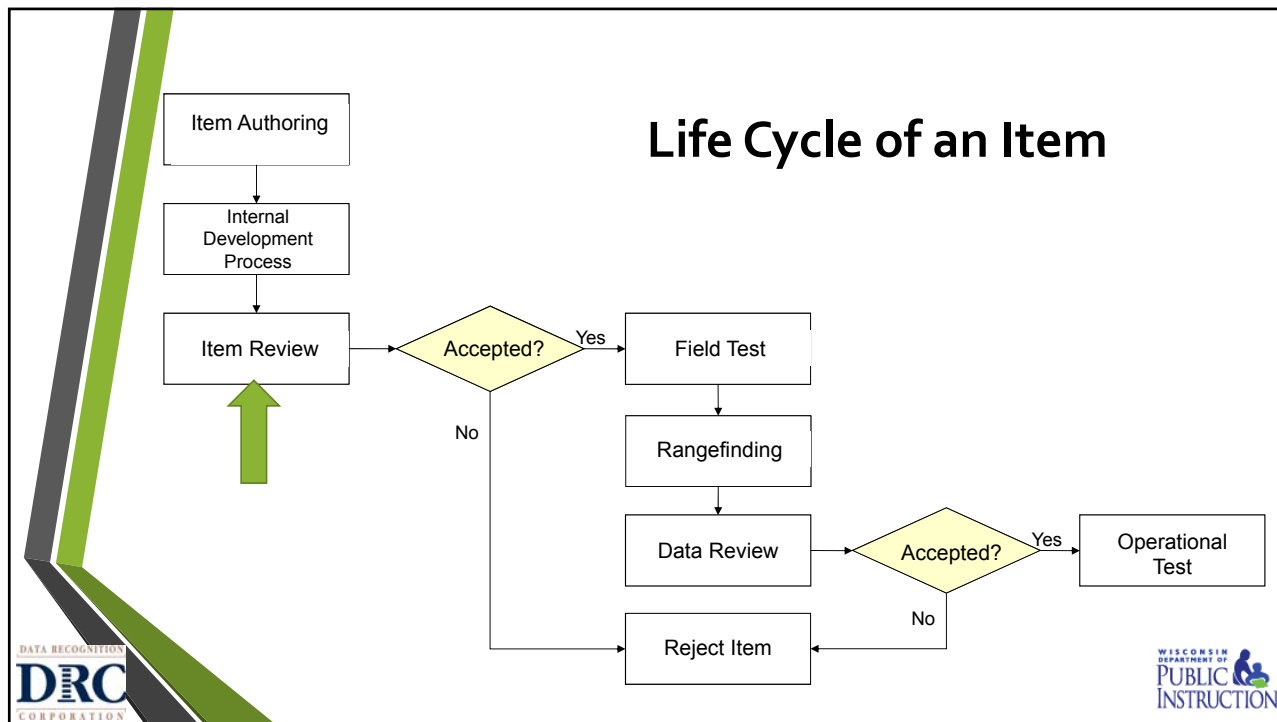 Life Cycle of an Item
Item Authoring
Internal
Development
Process
Item Review
Accepted?
Yes
No
Field Test
Rangefinding
Data Review
Accepted?
Yes
No
Operational
Test
Reject Item
DATA RECOGNITION
DRC
CORPORATION
WISCONSIN
DEPARTMENT OF
PUBLIC
INSTRUCTION